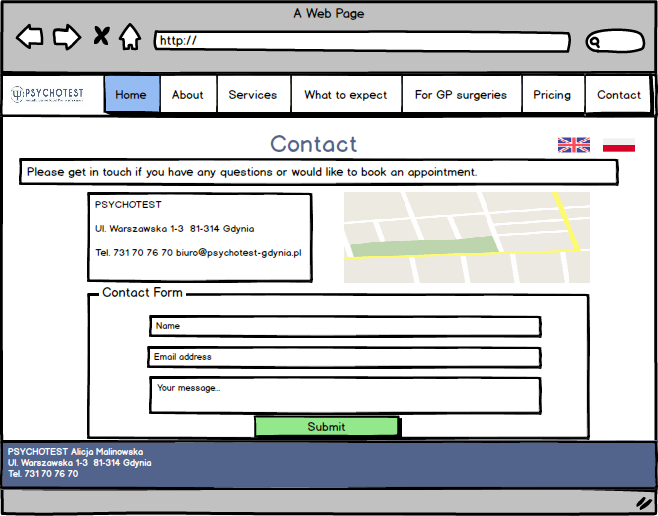 A Web Page
http://
PSYCHOTEST
Home
About
Services
What to expect
For GP surgeries
Pricing
Contact
Contact
Please get in touch if you have any questions or would like to book an appointment.
PSYCHOTEST
Ul. Warszawska 1-3 81-314 Gdynia
Tel. 731 70 76 70 biuro@psychotest-gdynia.pl
Contact Form
Name
Email address
Your message...
Submit
PSYCHOTEST Alicja Malinowska
Ul. Warszawska 1-3 81-314 Gdynia
Tel. 731 70 76 70